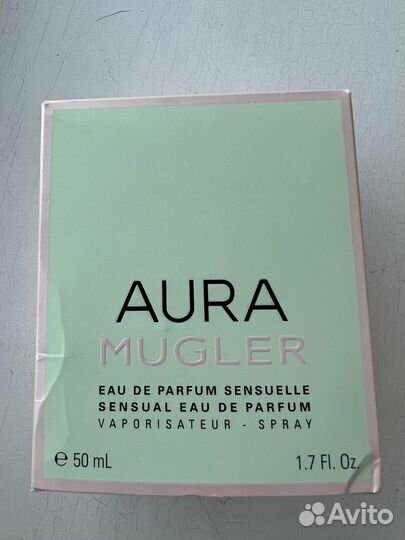 AURA
MUGLER
EAU DE PARFUM SENSUELLE
SENSUAL EAU DE PARFUM
VAPORISATEUR - SPRAY
℮ 50 mL 1.7 Fl. Oz.
Avito